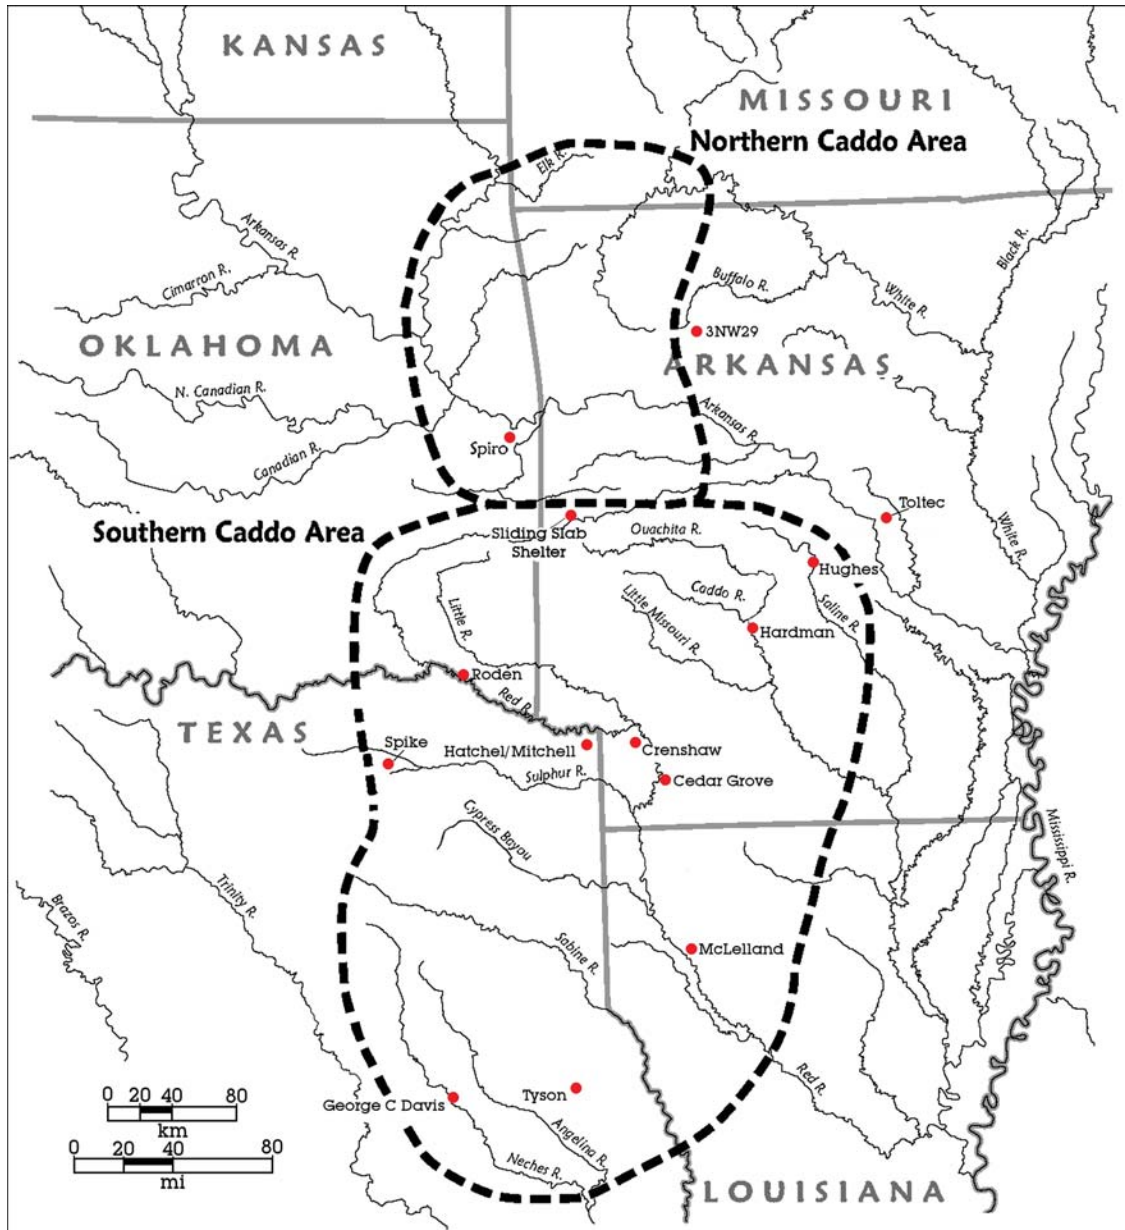 KANSAS
MISSOURI
Northern Caddo Area
Elk R.
Black R.
Arkansas R.
Cimarron R.
Buffalo R.
White R.
3NW29
OKLAHOMA
ARKANSAS
N. Canadian R.
Arkansas R.
Canadian R.
Spiro
Toltec
Southern Caddo Area
Sliding Slab
Shelter
Ouachita R.
White R.
Hughes
Caddo R.
Little R.
Little Missouri R.
Saline R.
Hardman
Roden
Red R.
TEXAS
Spike
Hatchel/Mitchell
Crenshaw
Sulphur R.
Cedar Grove
Cypress Bayou
Mississippi R.
Trinity R.
Brazos R.
Sabine R.
McLelland
Red R.
0 20 40 80
km
George C Davis
Tyson
Angelina R.
Neches R.
0 20 40 80
mi
LOUISIANA